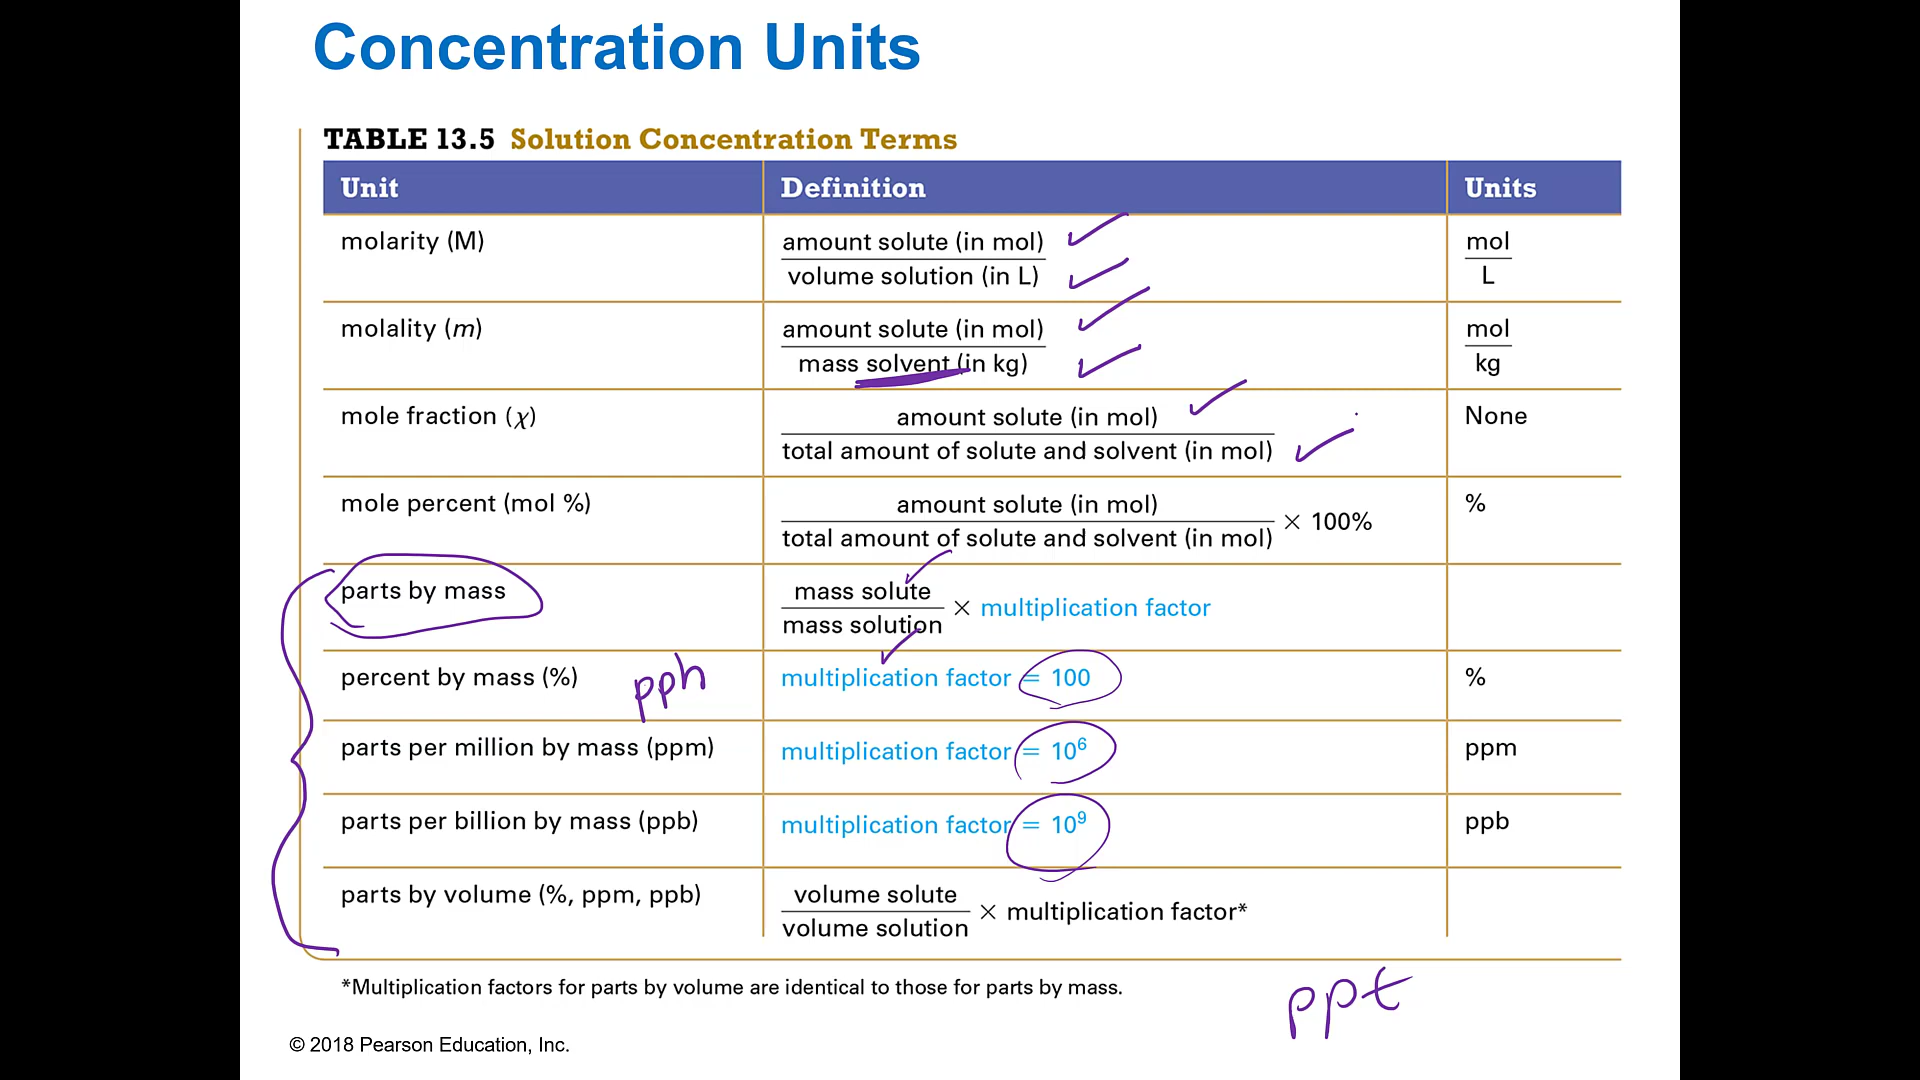 Concentration Units
TABLE 13.5 Solution Concentration Terms
Unit Definition Units
molarity (M) amount solute (in mol) mol
volume solution (in L) L
molality (m) amount solute (in mol) mol
mass solvent (in kg) kg
mole fraction (χ) amount solute (in mol) None
total amount of solute and solvent (in mol)
mole percent (mol %) amount solute (in mol) × 100% %
total amount of solute and solvent (in mol)
parts by mass mass solute × multiplication factor
mass solution
percent by mass (%) pph multiplication factor = 100 %
parts per million by mass (ppm) multiplication factor = 10⁶ ppm
parts per billion by mass (ppb) multiplication factor = 10⁹ ppb
parts by volume (%, ppm, ppb) volume solute × multiplication factor*
volume solution
*Multiplication factors for parts by volume are identical to those for parts by mass.
ppt
© 2018 Pearson Education, Inc.